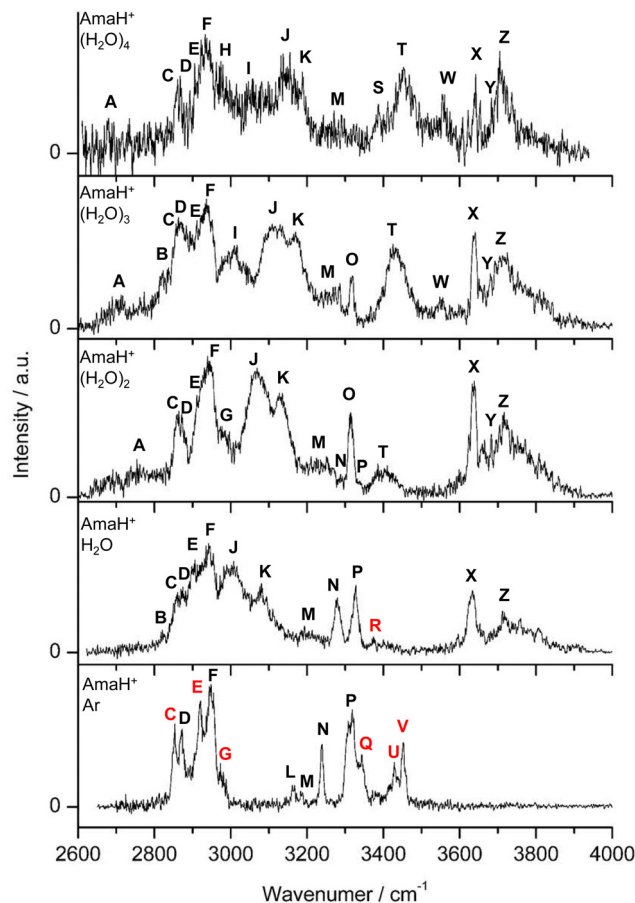 AmaH⁺
(H₂O)₄
A C D E F H I J K M S T W X Y Z
0
AmaH⁺
(H₂O)₃
A B C D E F I J K M O T W X Y Z
0
AmaH⁺
(H₂O)₂
A C D E F G J K M N O P T X Y Z
0
AmaH⁺
H₂O
B C D E F J K M N P R X Z
0
AmaH⁺
Ar
C D E F G L M N P Q U V
0
2600 2800 3000 3200 3400 3600 3800 4000
Wavenumer / cm⁻¹
Intensity / a.u.